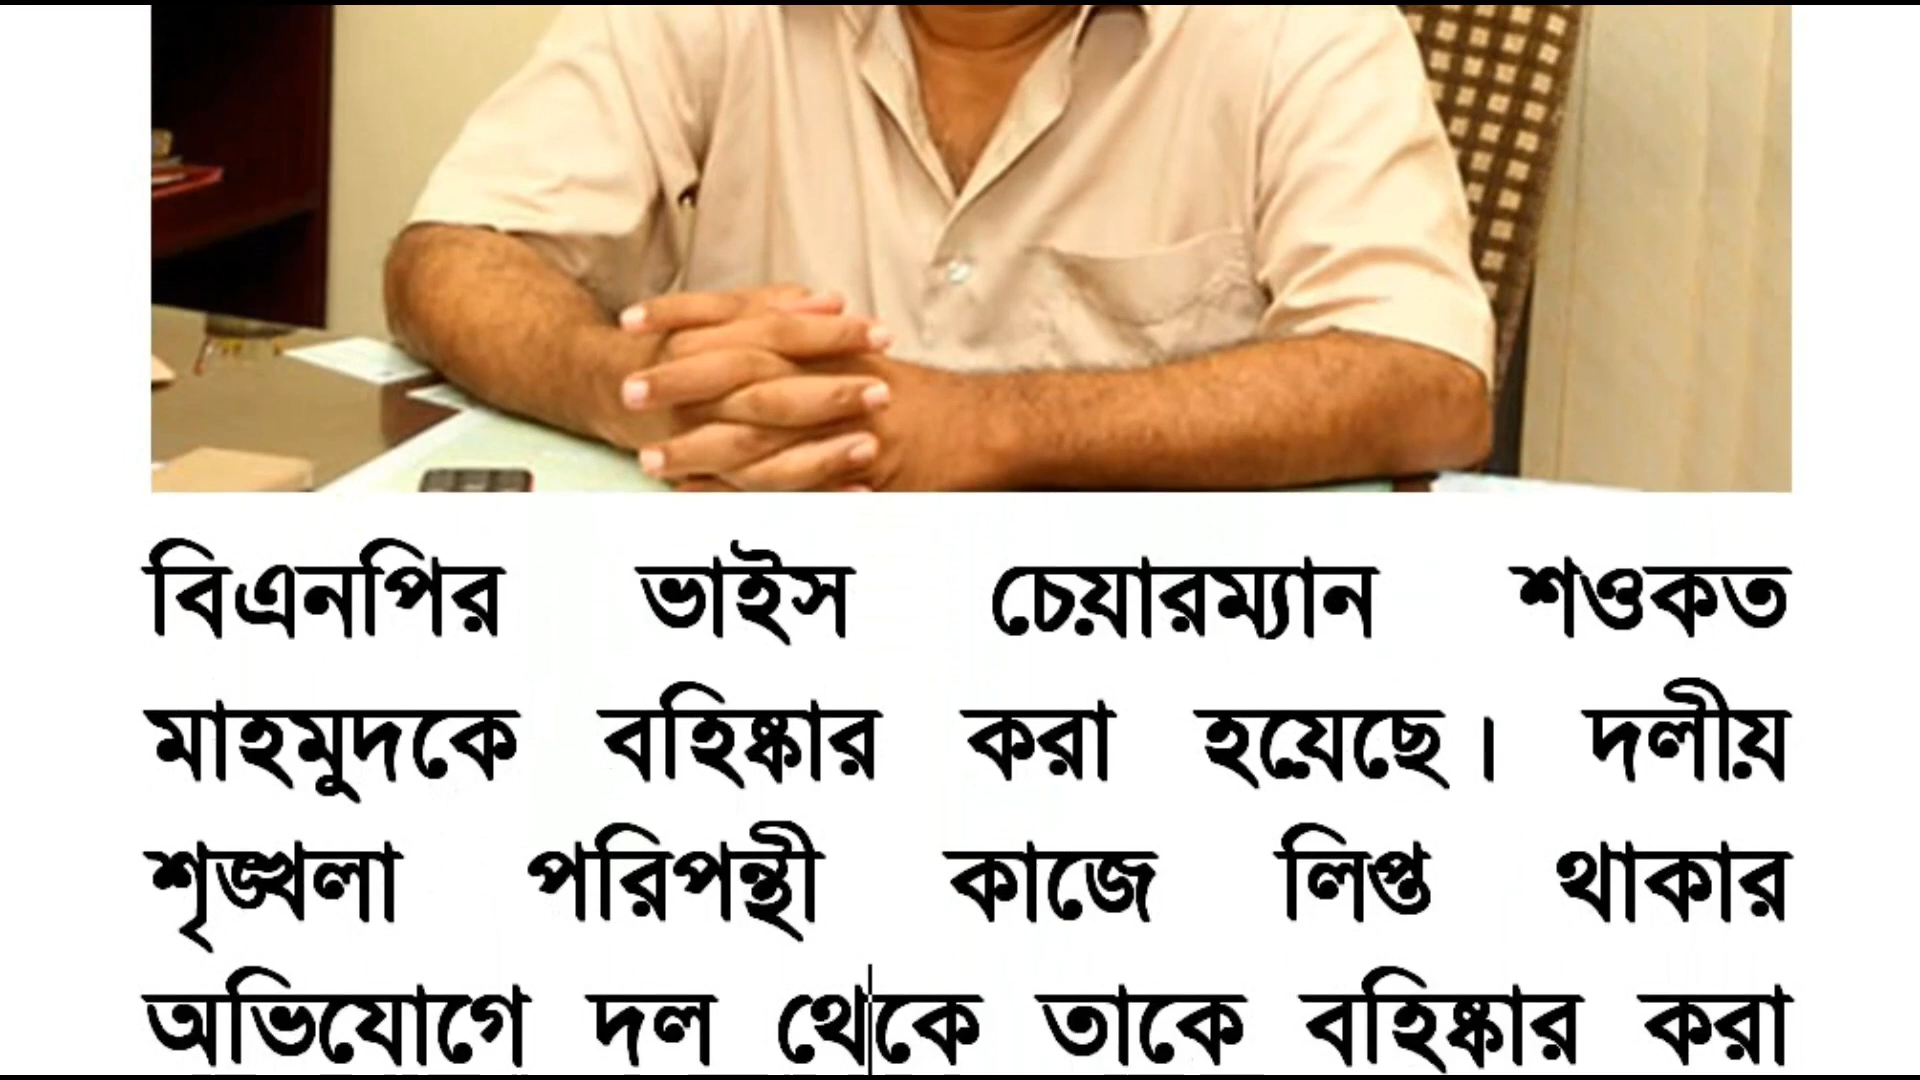 বিএনপির ভাইস চেয়ারম্যান শওকত
মাহমুদকে বহিষ্কার করা হয়েছে। দলীয়
শৃঙ্খলা পরিপন্থী কাজে লিপ্ত থাকার
অভিযোগে দল থেকে তাকে বহিষ্কার করা